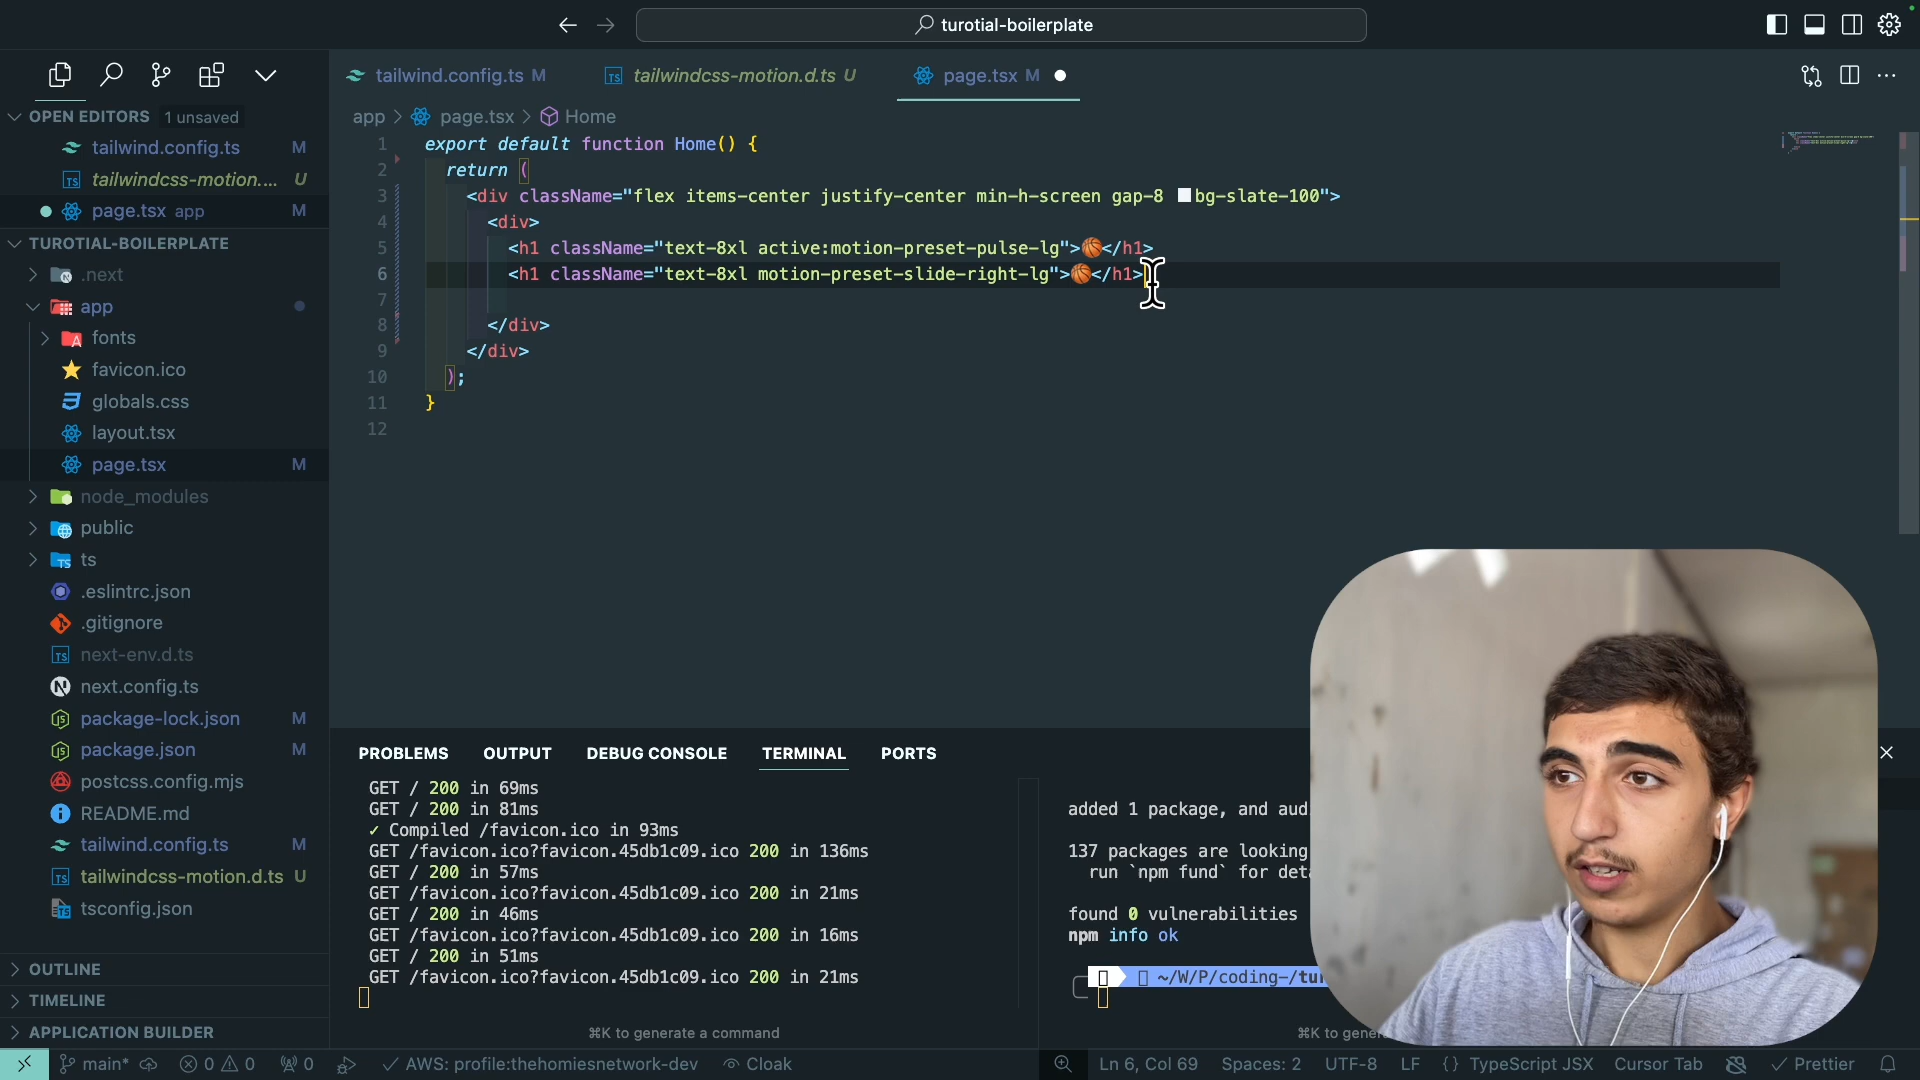 turotial-boilerplate
tailwind.config.ts M
tailwindcss-motion.d.ts U
page.tsx M
OPEN EDITORS 1 unsaved
tailwind.config.ts M
tailwindcss-motion.... U
page.tsx app M
TUROTIAL-BOILERPLATE
.next
app
fonts
favicon.ico
globals.css
layout.tsx
page.tsx M
node_modules
public
ts
.eslintrc.json
.gitignore
next-env.d.ts
next.config.ts
package-lock.json M
package.json M
postcss.config.mjs
README.md
tailwind.config.ts M
tailwindcss-motion.d.ts U
tsconfig.json
OUTLINE
TIMELINE
APPLICATION BUILDER
app > page.tsx > Home
1 export default function Home() {
2 return (
3 <div className="flex items-center justify-center min-h-screen gap-8 bg-slate-100">
4 <div>
5 <h1 className="text-8xl active:motion-preset-pulse-lg">🏀</h1>
6 <h1 className="text-8xl motion-preset-slide-right-lg">🏀</h1>
7
8 </div>
9 </div>
10 );
11 }
12
PROBLEMS OUTPUT DEBUG CONSOLE TERMINAL PORTS
GET / 200 in 69ms
GET / 200 in 81ms
✓ Compiled /favicon.ico in 93ms
GET /favicon.ico?favicon.45db1c09.ico 200 in 136ms
GET / 200 in 57ms
GET /favicon.ico?favicon.45db1c09.ico 200 in 21ms
GET / 200 in 46ms
GET /favicon.ico?favicon.45db1c09.ico 200 in 16ms
GET / 200 in 51ms
GET /favicon.ico?favicon.45db1c09.ico 200 in 21ms
⌘K to generate a command
added 1 package, and aud
137 packages are looking
run `npm fund` for det
found 0 vulnerabilities
npm info ok
~/W/P/coding-/tu
⌘K to gene
main* 0 0 0 AWS: profile:thehomiesnetwork-dev Cloak
Ln 6, Col 69 Spaces: 2 UTF-8 LF {} TypeScript JSX Cursor Tab Prettier